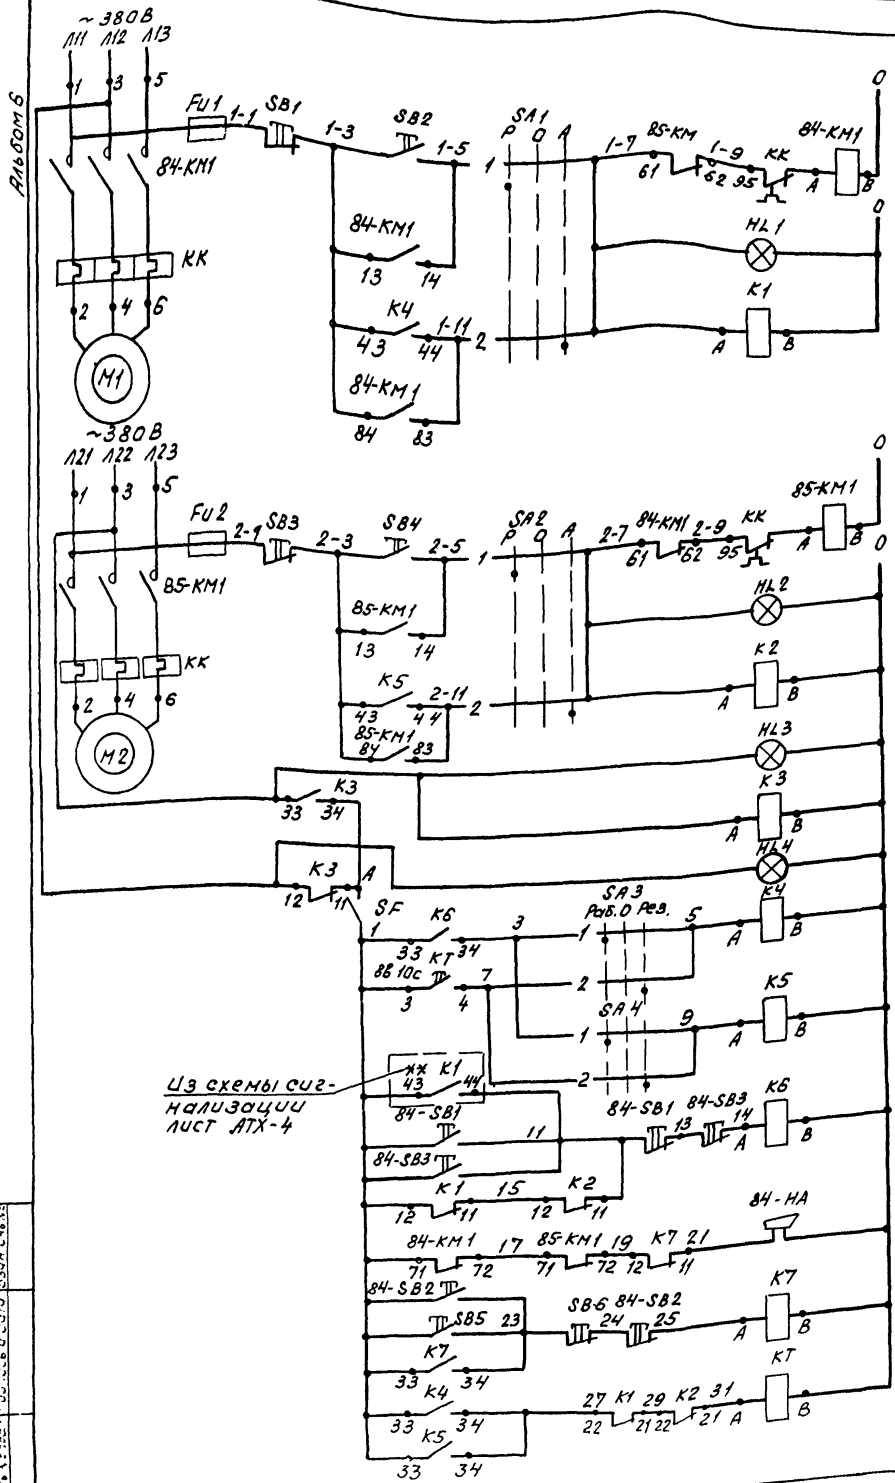 Альбом 6
~380В
Л11 Л12 Л13
1 3 5
84-КМ1
КК
2 4 6
М1
Fu1 1-1 SB1 1-3 SB2 1-5 1 SA1 1-7 85-КМ 1-9 КК 84-КМ1 0
Р 0 А
61 62 95 А В
0
84-КМ1
13 14
HL1
К4 1-11 2 К1
43 44 А В
84-КМ1
84 83
~380В
Л21 Л22 Л23
1 3 5
85-КМ1
КК
2 4 6
М2
Fu2 2-1 SB3 2-3 SB4 2-5 1 SA2 2-7 84-КМ1 2-9 КК 85-КМ1 0
Р 0 А
61 62 95 А В
0
85-КМ1
13 14
HL2
К5 2-11 2 К2
43 44 А В
85-КМ1
84 83
HL3
К3 К3
33 34 А В
HL4
К3 А
12 11
SF
1 К6 3 SA3 5 К4
Раб. 0 Рез.
33 34 1 А В
8в 10с КТ 7 2
3 4
SA4 9 К5
1 А В
2
Из схемы сиг-
нализации
лист АТХ-4
** К1
43 44
84-SB1 11 84-SB1 13 84-SB3 14 К6
А В
84-SB3
К1 15 К2
12 11 12 11
84-КМ1 17 85-КМ1 19 К7 21 84-НА
71 72 71 72 12 11
84-SB2
SB5 23 SB-6 24 84-SB2 25 К7
А В
К7
33 34
К4 27 К1 29 К2 31 КТ
33 34 22 21 22 21 А В
К5
33 34